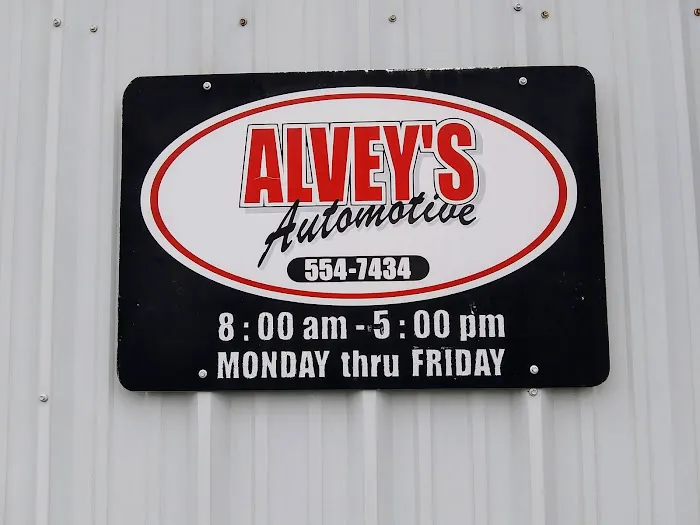 ALVEY'S
Automotive
554-7434
8:00 am - 5:00 pm
MONDAY thru FRIDAY